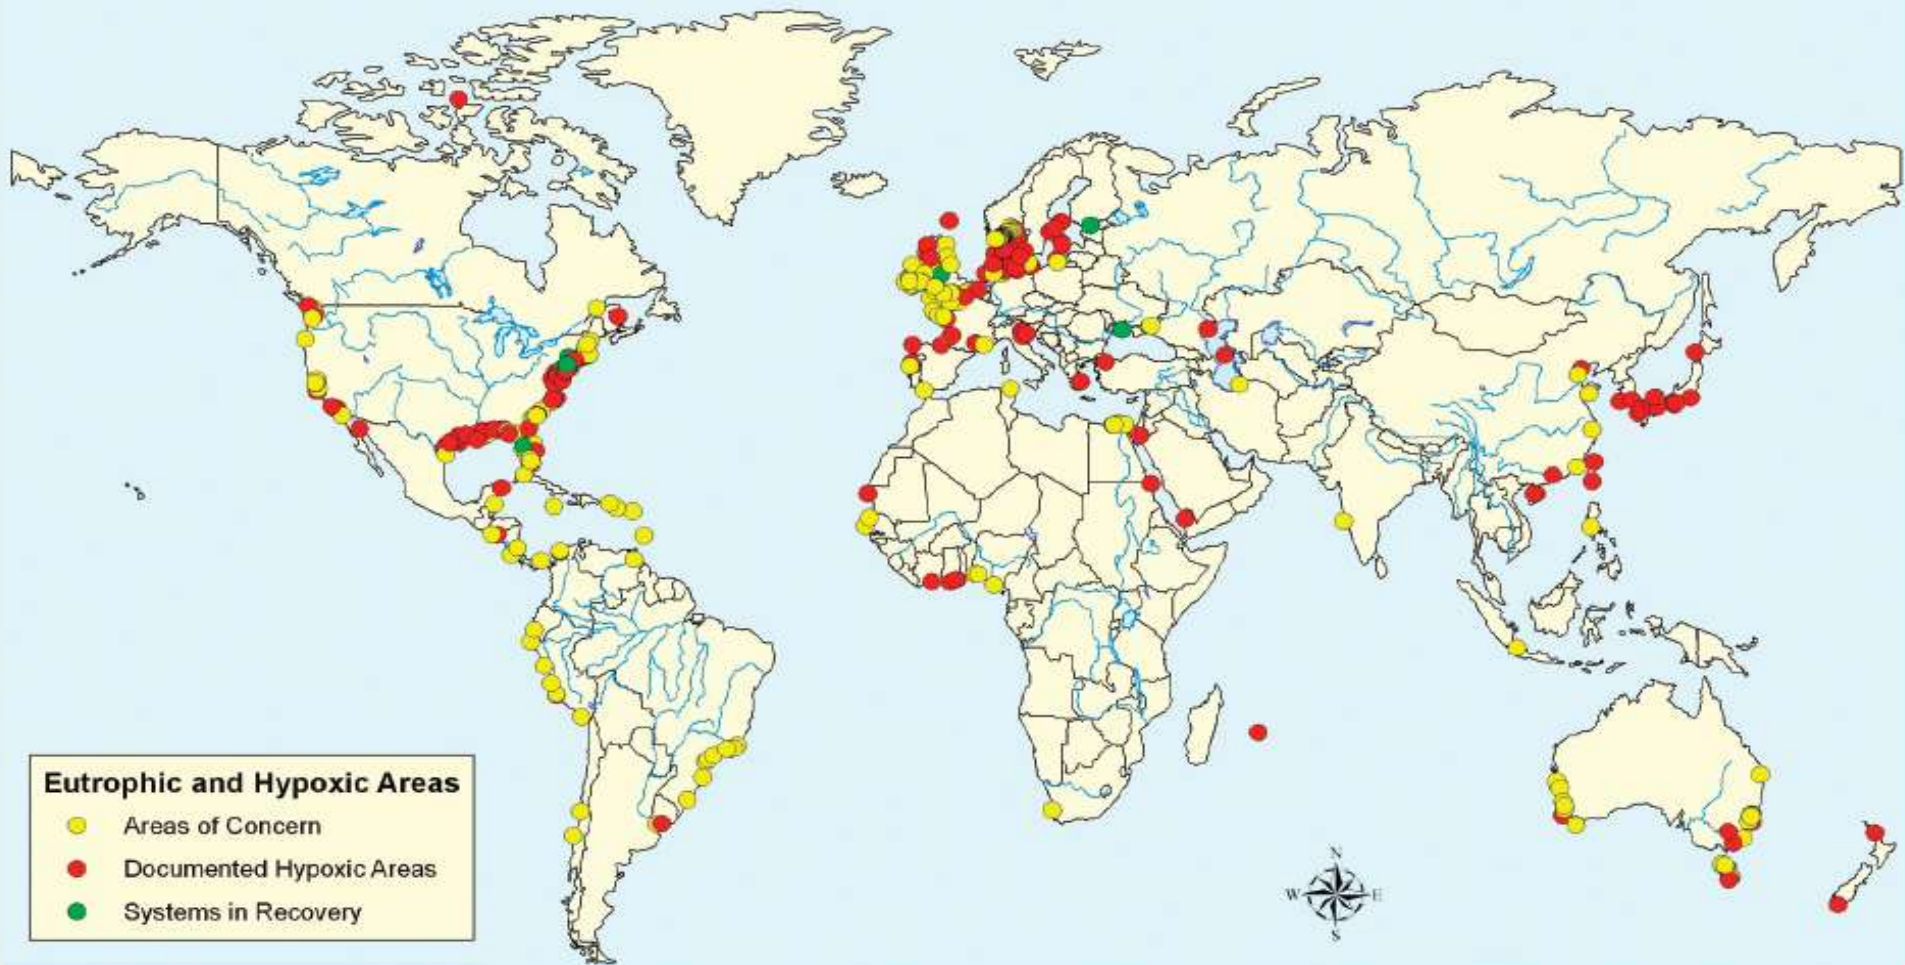 Eutrophic and Hypoxic Areas
Areas of Concern
Documented Hypoxic Areas
Systems in Recovery
N
W E
S